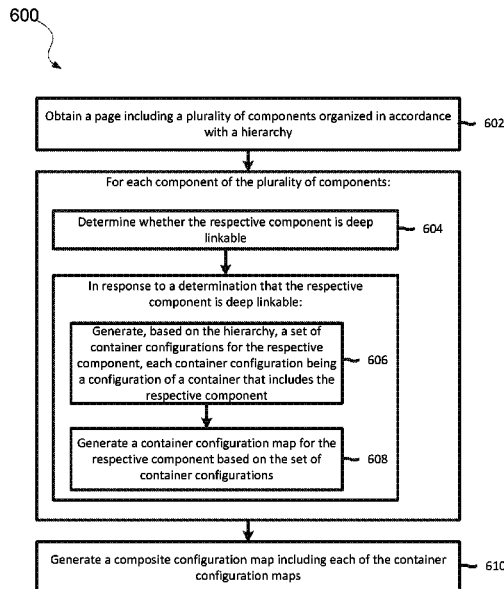 600
Obtain a page including a plurality of components organized in accordance
with a hierarchy
602
For each component of the plurality of components:
Determine whether the respective component is deep
linkable
604
In response to a determination that the respective
component is deep linkable:
Generate, based on the hierarchy, a set of
container configurations for the respective
component, each container configuration being
a configuration of a container that includes the
respective component
606
Generate a container configuration map for the
respective component based on the set of
container configurations
608
Generate a composite configuration map including each of the container
configuration maps
610